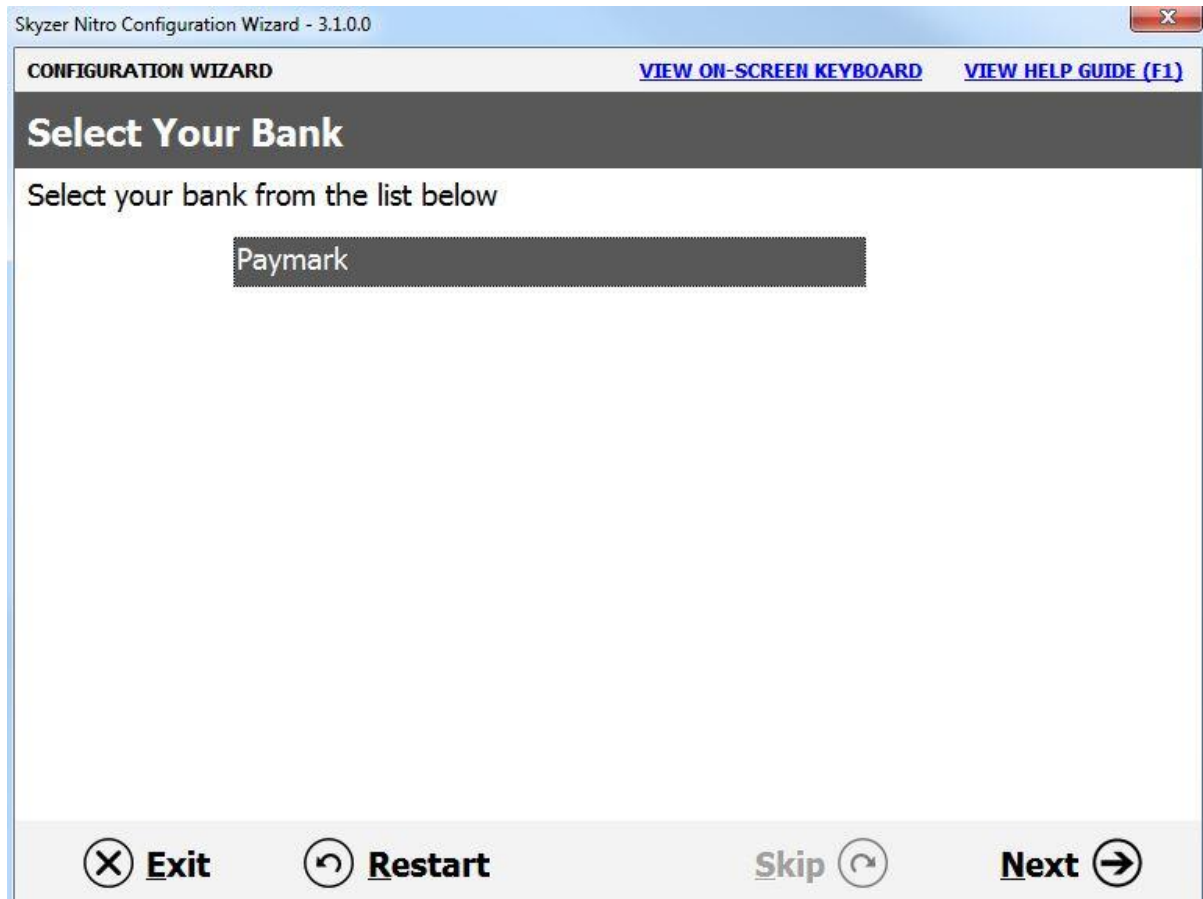 Skyzer Nitro Configuration Wizard - 3.1.0.0
x
CONFIGURATION WIZARD VIEW ON-SCREEN KEYBOARD VIEW HELP GUIDE (F1)
Select Your Bank
Select your bank from the list below
Paymark
Exit Restart Skip Next